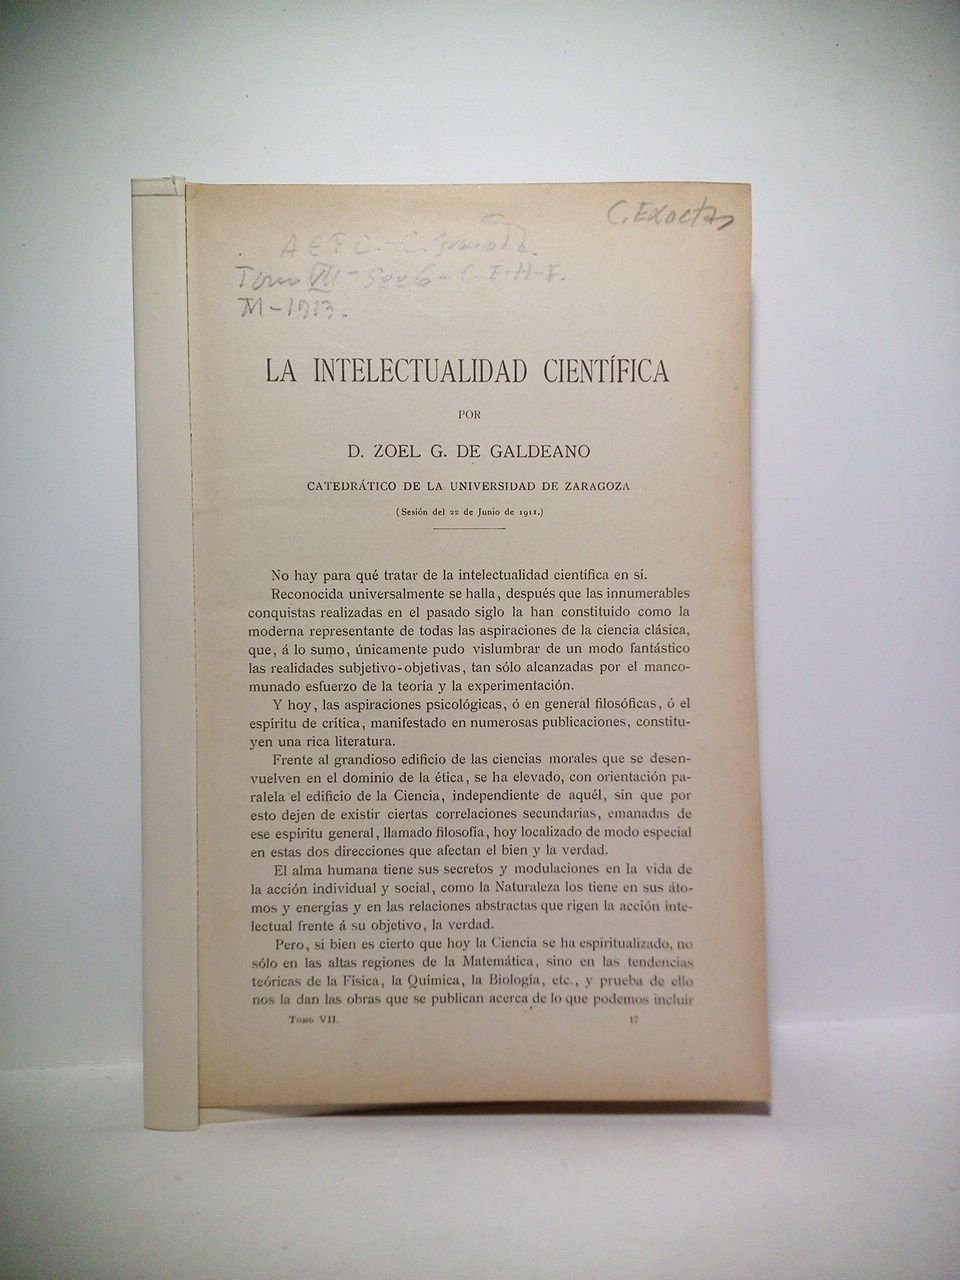 C. Exactas
A E P C. - C. Granada
Tomo VII - Sec 6 - C. F-H-F.
M - 1913.
LA INTELECTUALIDAD CIENTÍFICA
POR
D. ZOEL G. DE GALDEANO
CATEDRÁTICO DE LA UNIVERSIDAD DE ZARAGOZA
(Sesión del 22 de Junio de 1911.)
No hay para qué tratar de la intelectualidad científica en sí.
Reconocida universalmente se halla, después que las innumerables
conquistas realizadas en el pasado siglo la han constituído como la
moderna representante de todas las aspiraciones de la ciencia clásica,
que, á lo sumo, únicamente pudo vislumbrar de un modo fantástico
las realidades subjetivo-objetivas, tan sólo alcanzadas por el manco-
munado esfuerzo de la teoría y la experimentación.
Y hoy, las aspiraciones psicológicas, ó en general filosóficas, ó el
espíritu de crítica, manifestado en numerosas publicaciones, constitu-
yen una rica literatura.
Frente al grandioso edificio de las ciencias morales que se desen-
vuelven en el dominio de la ética, se ha elevado, con orientación pa-
ralela el edificio de la Ciencia, independiente de aquél, sin que por
esto dejen de existir ciertas correlaciones secundarias, emanadas de
ese espíritu general, llamado filosofía, hoy localizado de modo especial
en estas dos direcciones que afectan el bien y la verdad.
El alma humana tiene sus secretos y modulaciones en la vida de
la acción individual y social, como la Naturaleza los tiene en sus áto-
mos y energías y en las relaciones abstractas que rigen la acción inte-
lectual frente á su objetivo, la verdad.
Pero, si bien es cierto que hoy la Ciencia se ha espiritualizado, no
sólo en las altas regiones de la Matemática, sino en las tendencias
teóricas de la Física, la Química, la Biología, etc., y prueba de ello
nos la dan las obras que se publican acerca de lo que podemos incluir
TOMO VII.